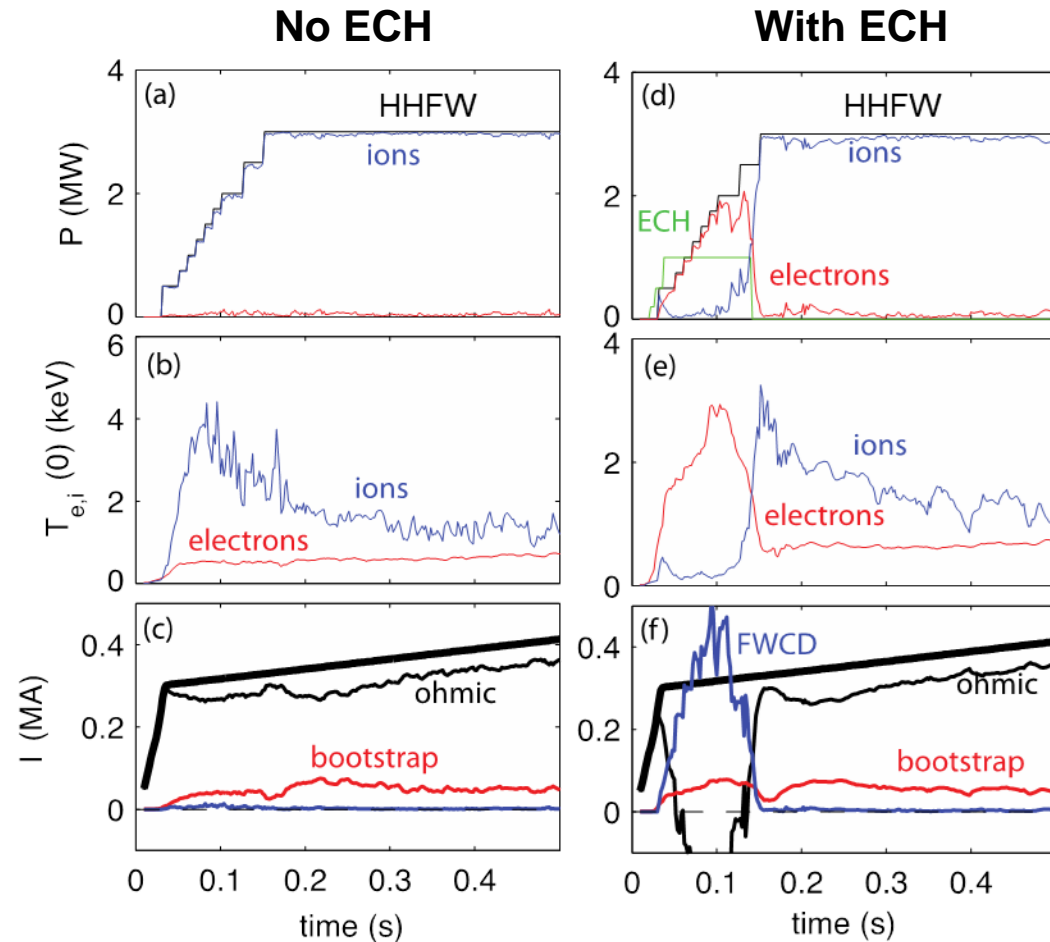 No ECH
With ECH
4
(a)
HHFW
ions
P (MW)
2
0
6
(b)
T e,i (0) (keV)
4
ions
2
electrons
0
(c)
0.4
ohmic
I (MA)
0.2
bootstrap
0
0
0.1
0.2
0.3
0.4
time (s)
4
(d)
HHFW
ions
2
ECH
electrons
0
4
(e)
ions
2
electrons
0
(f)
FWCD
0.4
ohmic
0.2
bootstrap
0
0
0.1
0.2
0.3
0.4
time (s)